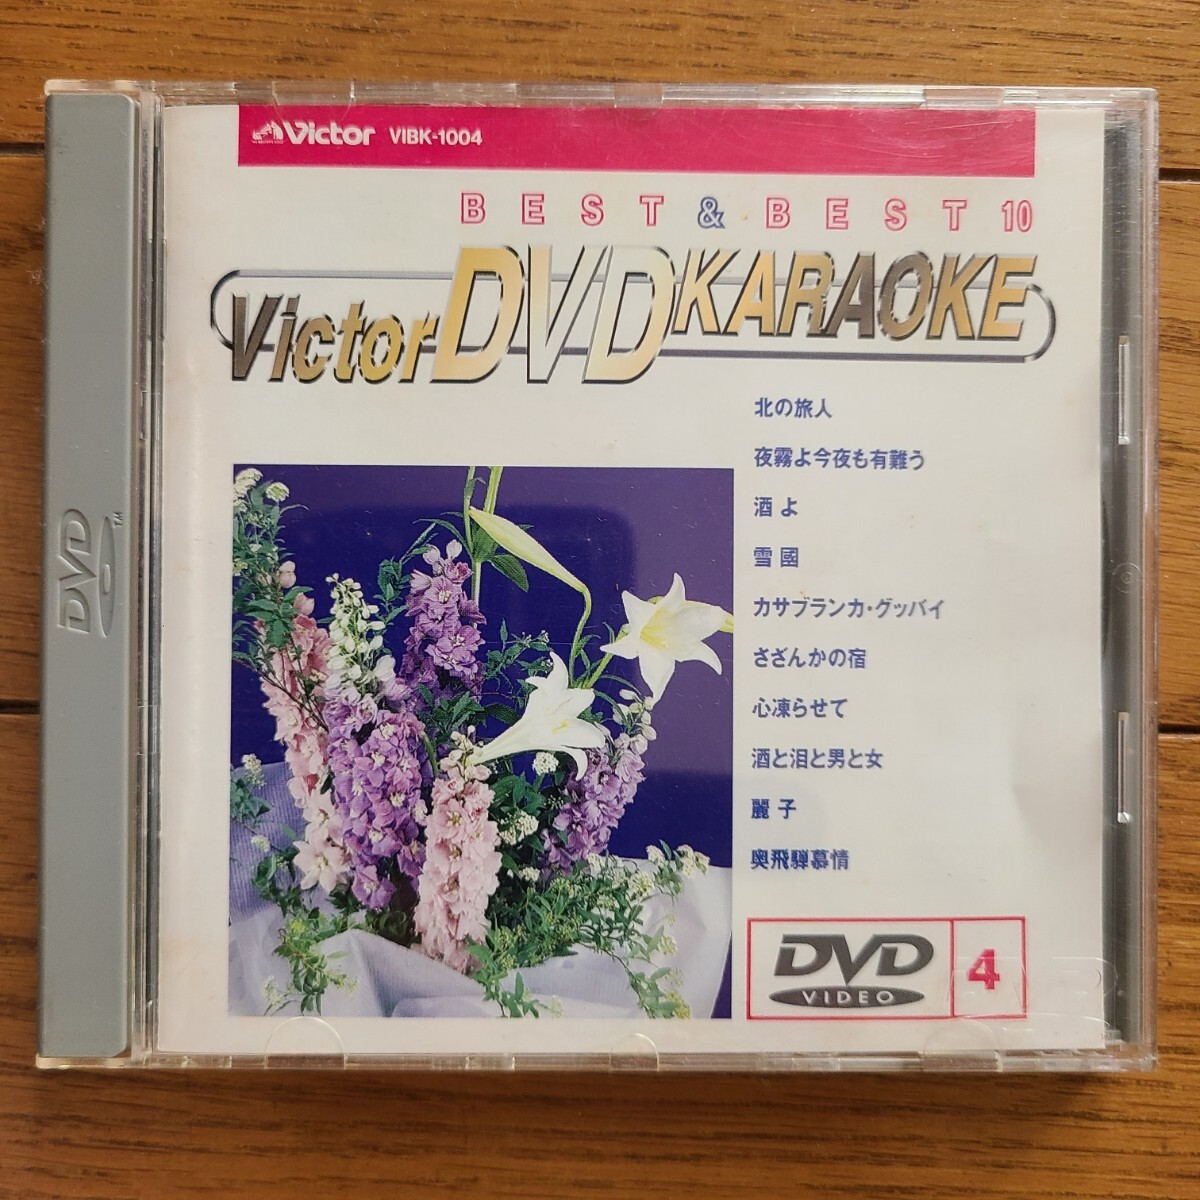 Victor VIBK-1004
BEST & BEST 10
Victor DVD KARAOKE
北の旅人
夜霧よ今夜も有難う
酒よ
雪國
カサブランカ・グッバイ
さざんかの宿
心凍らせて
酒と泪と男と女
麗子
奥飛騨慕情
DVD
VIDEO
4
DVD™